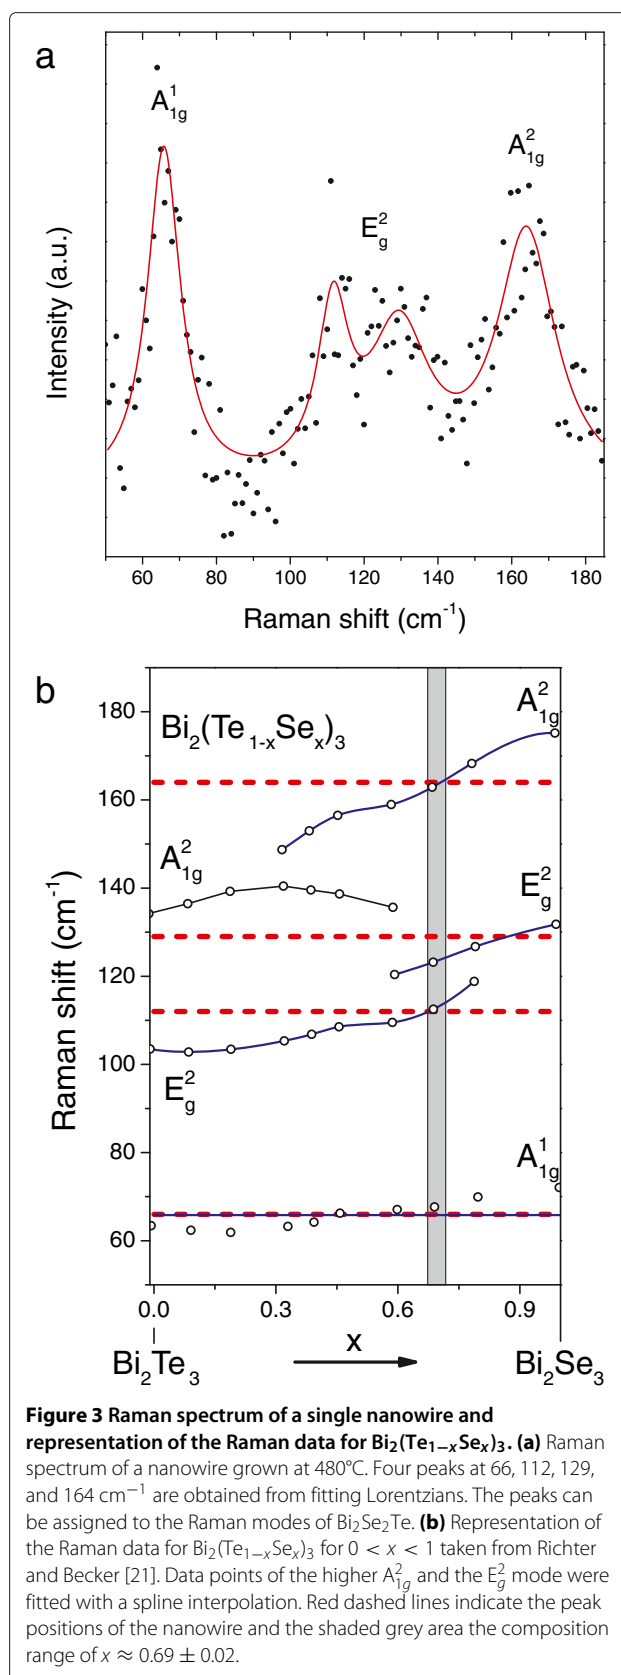 a
A¹₁g
A²₁g
E²g
Intensity (a.u.)
60 80 100 120 140 160 180
Raman shift (cm⁻¹)
b
A²₁g
180
Bi₂(Te₁₋ₓSeₓ)₃
160
A²₁g
E²g
140
Raman shift (cm⁻¹)
120
100
E²g
80
A¹₁g
60
0.0 0.3 0.6 0.9
x
Bi₂Te₃ Bi₂Se₃
Figure 3 Raman spectrum of a single nanowire and
representation of the Raman data for Bi₂(Te₁₋ₓSeₓ)₃. (a) Raman
spectrum of a nanowire grown at 480°C. Four peaks at 66, 112, 129,
and 164 cm⁻¹ are obtained from fitting Lorentzians. The peaks can
be assigned to the Raman modes of Bi₂Se₂Te. (b) Representation of
the Raman data for Bi₂(Te₁₋ₓSeₓ)₃ for 0 < x < 1 taken from Richter
and Becker [21]. Data points of the higher A²₁g and the E²g mode were
fitted with a spline interpolation. Red dashed lines indicate the peak
positions of the nanowire and the shaded grey area the composition
range of x ≈ 0.69 ± 0.02.